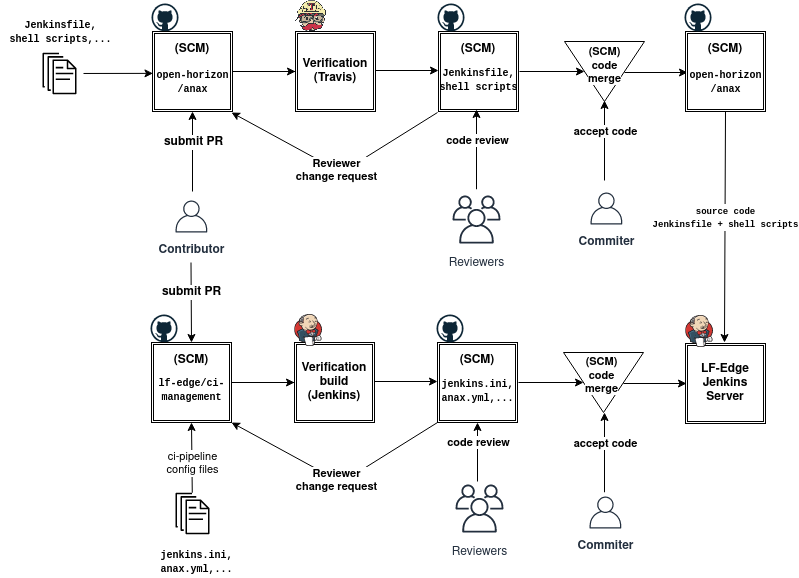 Jenkinsfile,
shell scripts,...
(SCM)
open-horizon
/anax
Verification
(Travis)
(SCM)
Jenkinsfile,
shell scripts
(SCM)
code
merge
(SCM)
open-horizon
/anax
submit PR
Reviewer
change request
code review
accept code
Contributor
Reviewers
Commiter
source code
Jenkinsfile + shell scripts
submit PR
(SCM)
lf-edge/ci-
management
Verification
build
(Jenkins)
(SCM)
jenkins.ini,
anax.yml,...
(SCM)
code
merge
LF-Edge
Jenkins
Server
ci-pipeline
config files
Reviewer
change request
code review
accept code
jenkins.ini,
anax.yml,...
Reviewers
Commiter